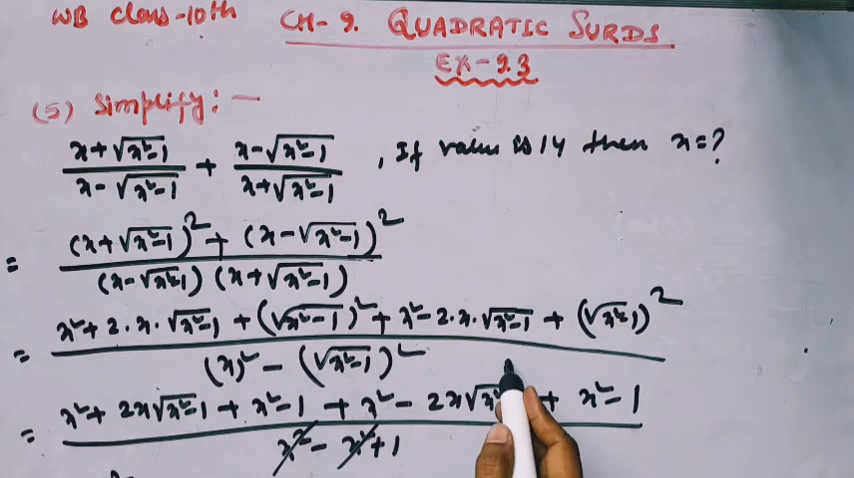 WB Class-10th CH-9. QUADRATIC SURDS
EX-9.3
(5) Simplify:-
(x+√(x²-1))/(x-√(x²-1)) + (x-√(x²-1))/(x+√(x²-1)) , If value is 14 then x=?
= ((x+√(x²-1))² + (x-√(x²-1))²)/((x-√(x²-1)) (x+√(x²-1)))
= (x²+2·x·√(x²-1) + (√(x²-1))² + x²-2·x·√(x²-1) + (√(x²-1))²)/((x)² - (√(x²-1))²)
= (x²+ 2x√(x²-1) + x²-1 + x² - 2x√x² + x²-1)/(x² - x²+1)